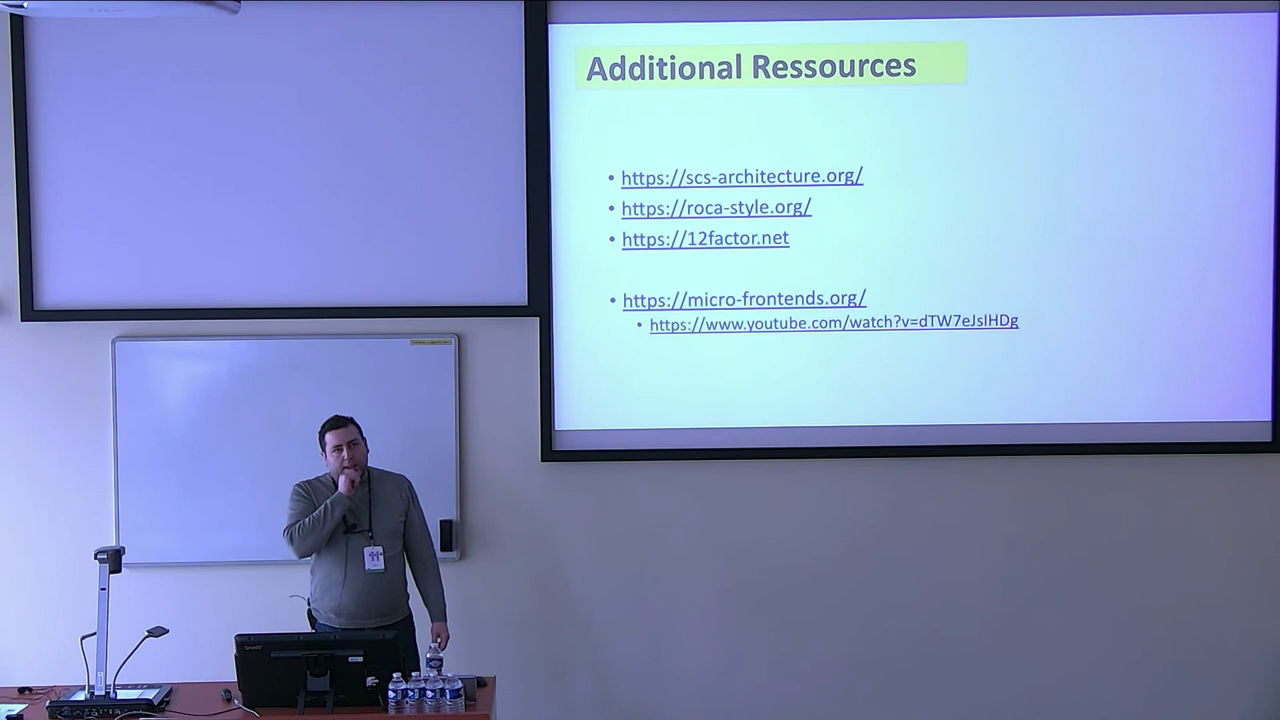 Additional Ressources
• https://scs-architecture.org/
• https://roca-style.org/
• https://12factor.net
• https://micro-frontends.org/
• https://www.youtube.com/watch?v=dTW7eJsIHDg